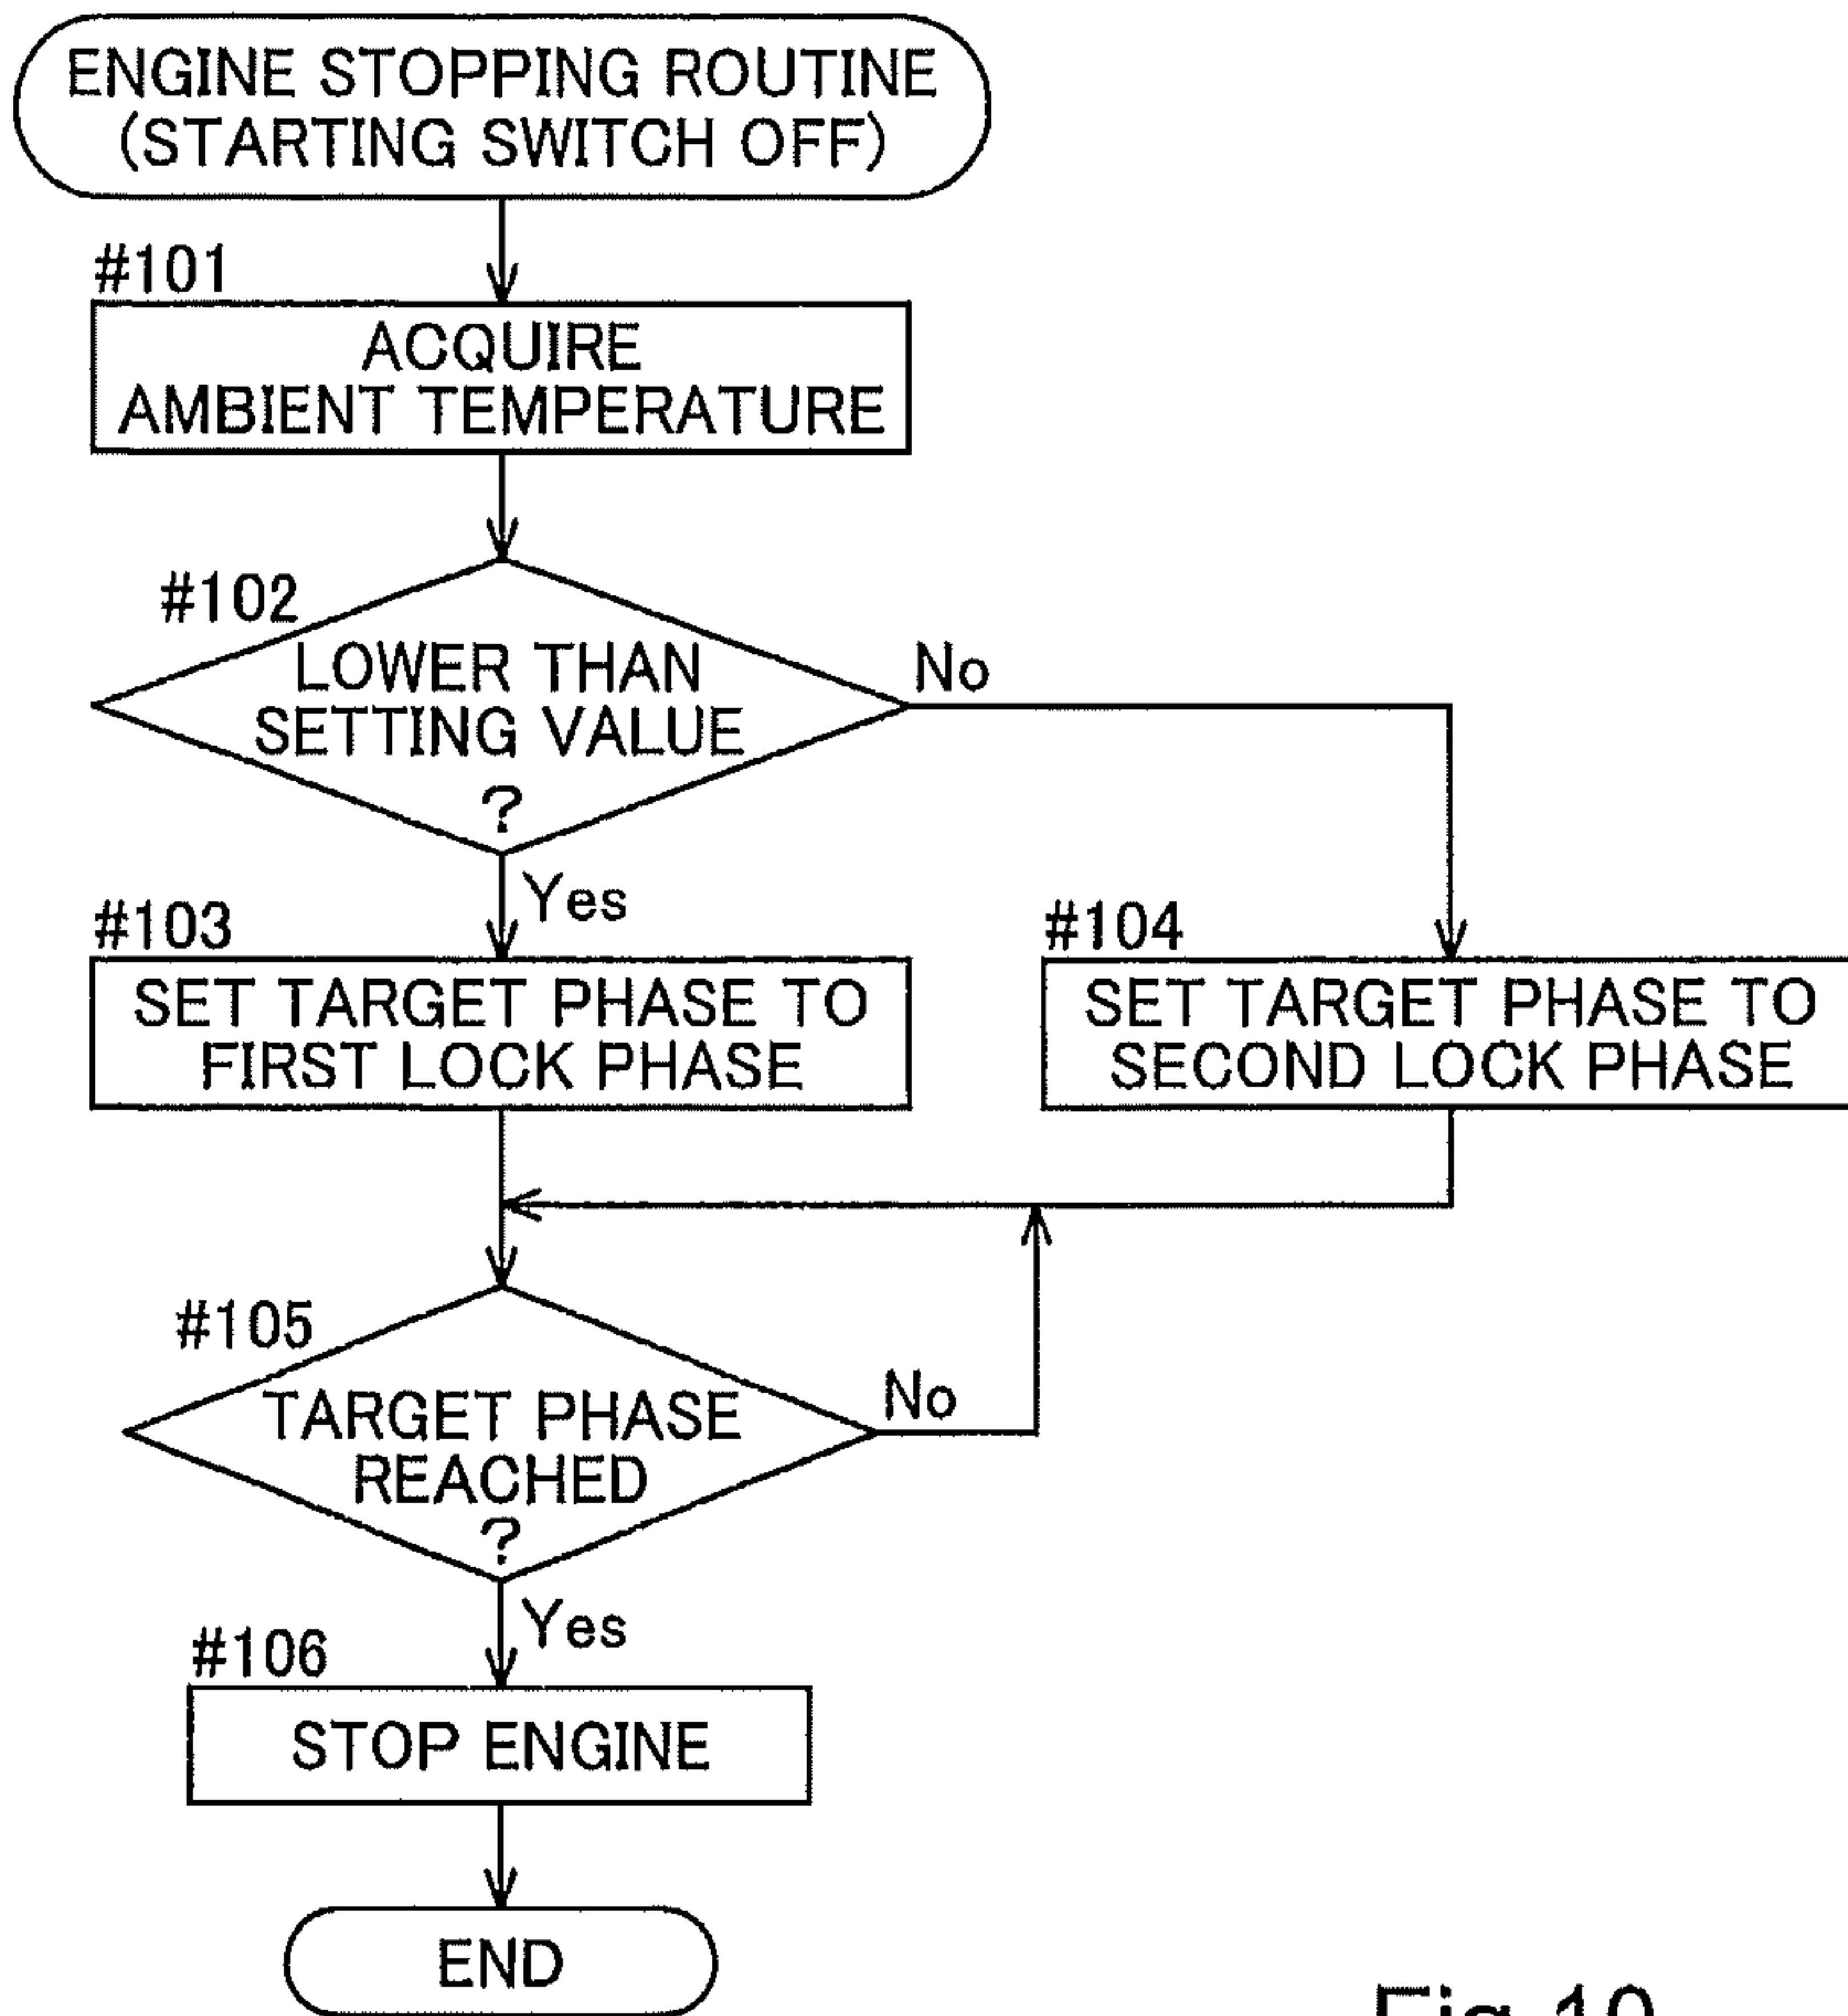 ENGINE STOPPING ROUTINE
(STARTING SWITCH OFF)
#101
ACQUIRE
AMBIENT TEMPERATURE
#102
LOWER THAN
SETTING VALUE
?
No
Yes
#103
SET TARGET PHASE TO
FIRST LOCK PHASE
#104
SET TARGET PHASE TO
SECOND LOCK PHASE
#105
TARGET PHASE
REACHED
?
No
Yes
#106
STOP ENGINE
END